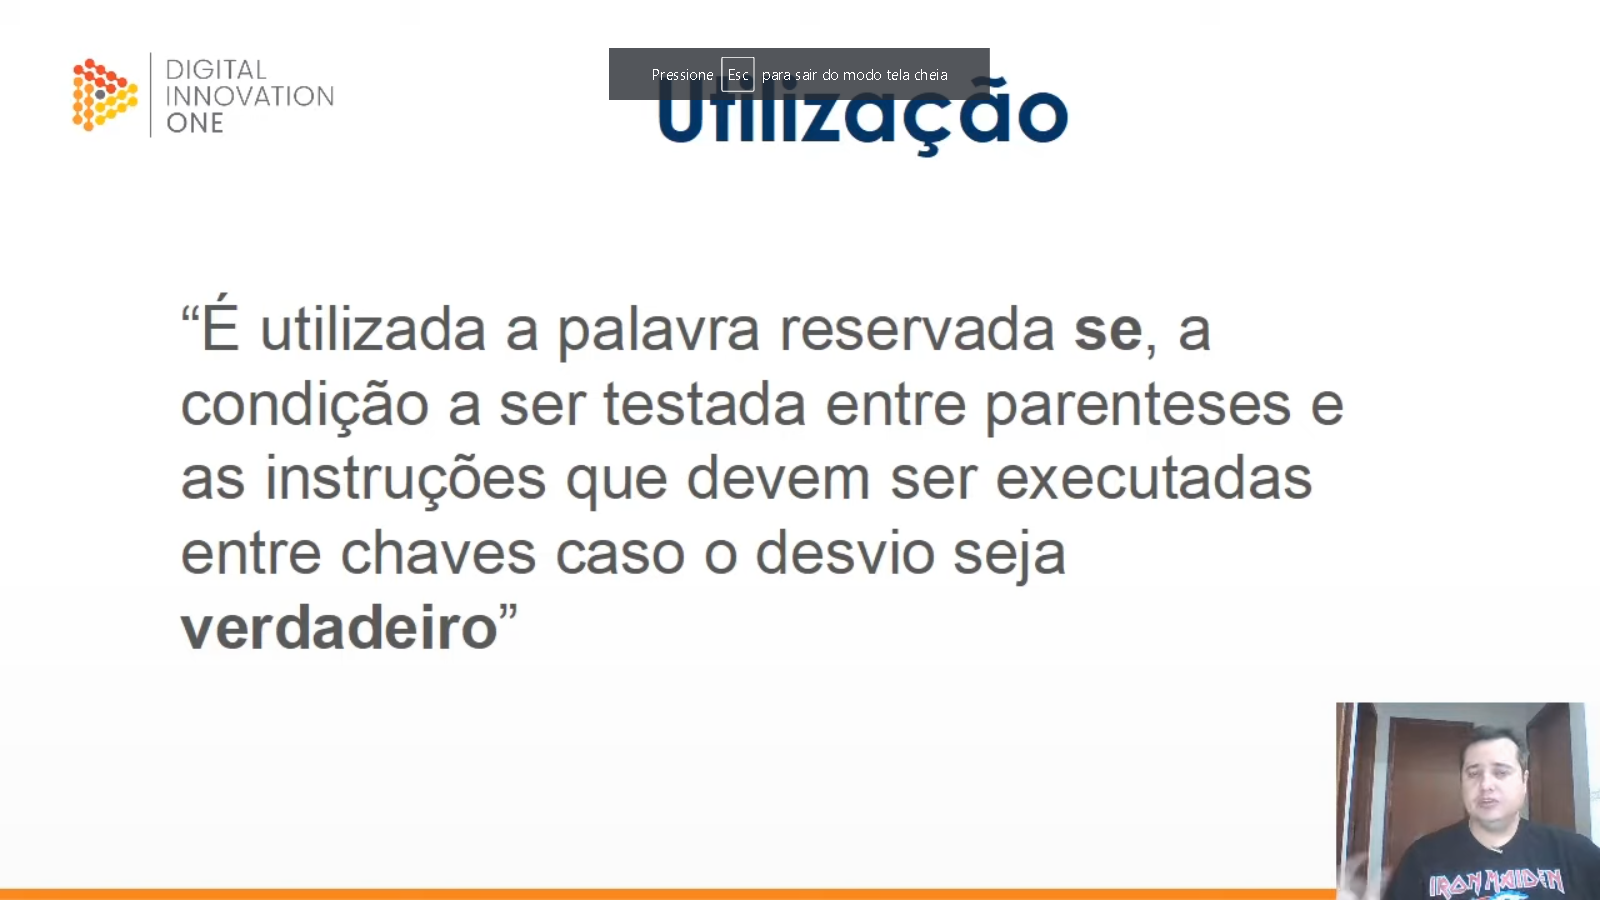 DIGITAL
INNOVATION
ONE
Pressione Esc para sair do modo tela cheia
Utilização
“É utilizada a palavra reservada se, a
condição a ser testada entre parenteses e
as instruções que devem ser executadas
entre chaves caso o desvio seja
verdadeiro”
IRON MAIDEN